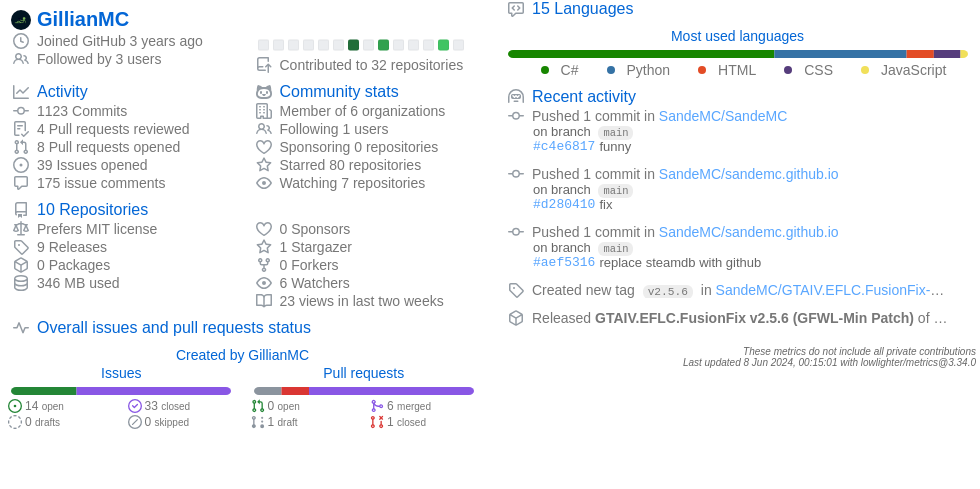 GillianMC
Joined GitHub 3 years ago
Followed by 3 users
Contributed to 32 repositories
Activity
1123 Commits
4 Pull requests reviewed
8 Pull requests opened
39 Issues opened
175 issue comments
Community stats
Member of 6 organizations
Following 1 users
Sponsoring 0 repositories
Starred 80 repositories
Watching 7 repositories
10 Repositories
Prefers MIT license
9 Releases
0 Packages
346 MB used
0 Sponsors
1 Stargazer
0 Forkers
6 Watchers
23 views in last two weeks
Overall issues and pull requests status
Created by GillianMC
Issues
14 open
33 closed
0 drafts
0 skipped
Pull requests
0 open
6 merged
1 draft
1 closed
15 Languages
Most used languages
C# Python HTML CSS JavaScript
Recent activity
Pushed 1 commit in SandeMC/SandeMC
on branch main
#c4e6817 funny
Pushed 1 commit in SandeMC/sandemc.github.io
on branch main
#d280410 fix
Pushed 1 commit in SandeMC/sandemc.github.io
on branch main
#aef5316 replace steamdb with github
Created new tag v2.5.6 in SandeMC/GTAIV.EFLC.FusionFix-…
Released GTAIV.EFLC.FusionFix v2.5.6 (GFWL-Min Patch) of …
These metrics do not include all private contributions
Last updated 8 Jun 2024, 00:15:01 with lowlighter/metrics@3.34.0